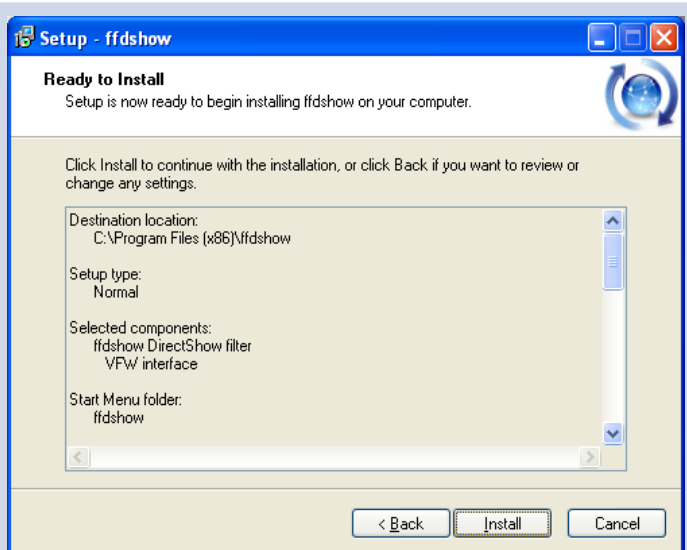 Setup - ffdshow
Ready to Install
Setup is now ready to begin installing ffdshow on your computer.
Click Install to continue with the installation, or click Back if you want to review or
change any settings.
Destination location:
C:\Program Files (x86)\ffdshow
Setup type:
Normal
Selected components:
ffdshow DirectShow filter
VFW interface
Start Menu folder:
ffdshow
< Back
Install
Cancel